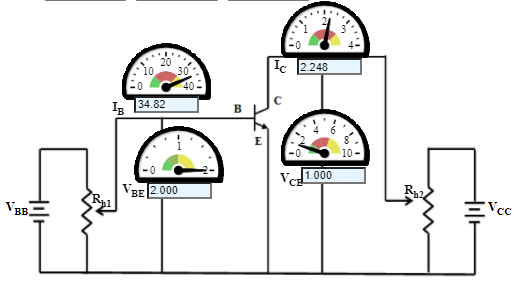 1 2 3
0 4
I_C 2.248
10 20 30
0 40
I_B 34.82
B C
E
1
0 2
V_BE 2.000
2 4 6 8
0 10
V_CE 1.000
V_BB
R_h1
R_h2
V_CC